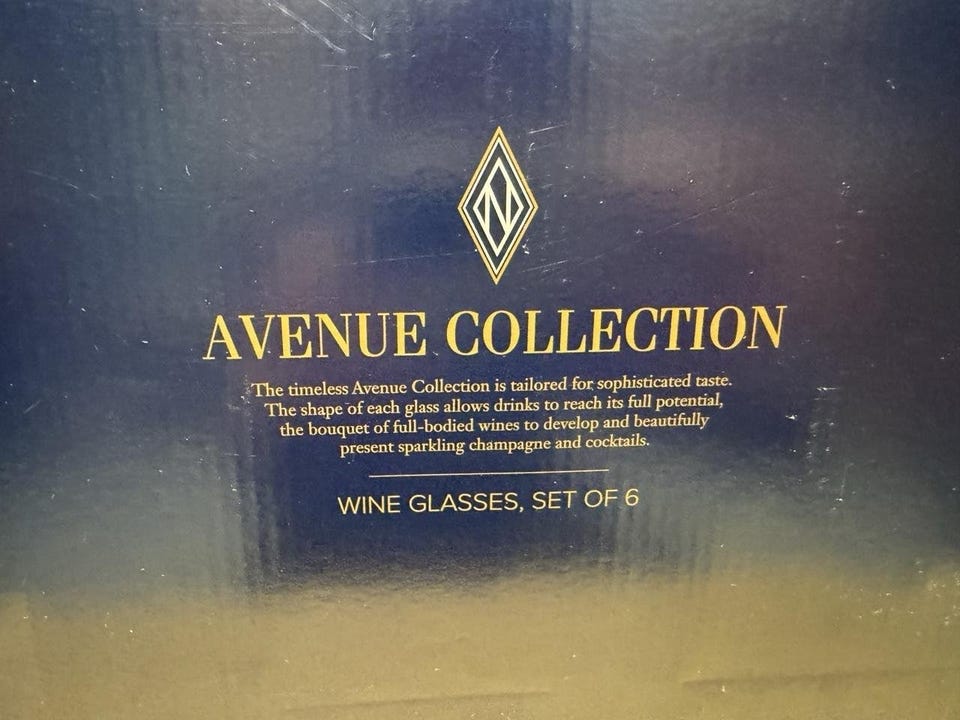 N
AVENUE COLLECTION
The timeless Avenue Collection is tailored for sophisticated taste.
The shape of each glass allows drinks to reach its full potential,
the bouquet of full-bodied wines to develop and beautifully
present sparkling champagne and cocktails.
WINE GLASSES, SET OF 6